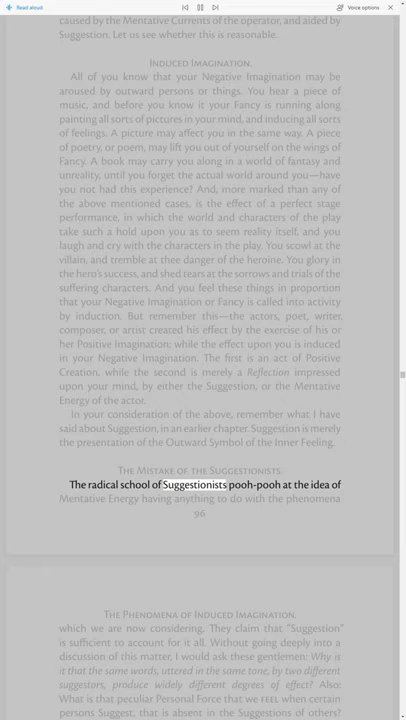 Read aloud
Voice options
caused by the Mentative Currents of the operator, and aided by
Suggestion. Let us see whether this is reasonable.
INDUCED IMAGINATION.
All of you know that your Negative Imagination may be
aroused by outward persons or things. You hear a piece of
music, and before you know it your Fancy is running along
painting all sorts of pictures in your mind, and inducing all sorts
of feelings. A picture may affect you in the same way. A piece
of poetry, or poem, may lift you out of yourself on the wings of
Fancy. A book may carry you along in a world of fantasy and
unreality, until you forget the actual world around you—have
you not had this experience? And, more marked than any of
the above mentioned cases, is the effect of a perfect stage
performance, in which the world and characters of the play
take such a hold upon you as to seem reality itself, and you
laugh and cry with the characters in the play. You scowl at the
villain, and tremble at thee danger of the heroine. You glory in
the hero's success, and shed tears at the sorrows and trials of the
suffering characters. And you feel these things in proportion
that your Negative Imagination or Fancy is called into activity
by induction. But remember this—the actors, poet, writer,
composer, or artist created his effect by the exercise of his or
her Positive Imagination; while the effect upon you is induced
in your Negative Imagination. The first is an act of Positive
Creation, while the second is merely a Reflection impressed
upon your mind, by either the Suggestion, or the Mentative
Energy of the actor.
In your consideration of the above, remember what I have
said about Suggestion, in an earlier chapter. Suggestion is merely
the presentation of the Outward Symbol of the Inner Feeling.
THE MISTAKE OF THE SUGGESTIONISTS.
The radical school of Suggestionists pooh-pooh at the idea of
Mentative Energy having anything to do with the phenomena
96
THE PHENOMENA OF INDUCED IMAGINATION.
which we are now considering. They claim that "Suggestion"
is sufficient to account for it all. Without going deeply into a
discussion of this matter, I would ask these gentlemen: Why is
it that the same words, uttered in the same tone, by two different
suggestors, produce widely different degrees of effect? Also:
What is that peculiar Personal Force that we FEEL when certain
persons Suggest, that is absent in the Suggestions of others?